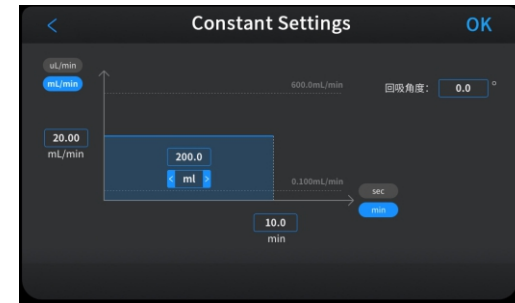 < Constant Settings OK
uL/min
mL/min
600.0mL/min
回吸角度: 0.0 °
20.00
mL/min
200.0
< ml >
0.100mL/min
sec
min
10.0
min